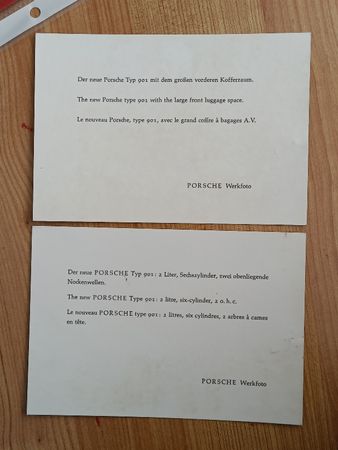 Der neue Porsche Typ 901 mit dem großen vorderen Kofferraum.
The new Porsche type 901 with the large front luggage space.
Le nouveau Porsche, type 901, avec le grand coffre à bagages A.V.
PORSCHE Werkfoto
Der neue PORSCHE Typ 901: 2 Liter, Sechszylinder, zwei obenliegende
Nockenwellen.
The new PORSCHE Type 901: 2 litre, six-cylinder, 2 o. h. c.
Le nouveau PORSCHE type 901: 2 litres, six cylindres, 2 arbres à cames
en tête.
PORSCHE Werkfoto